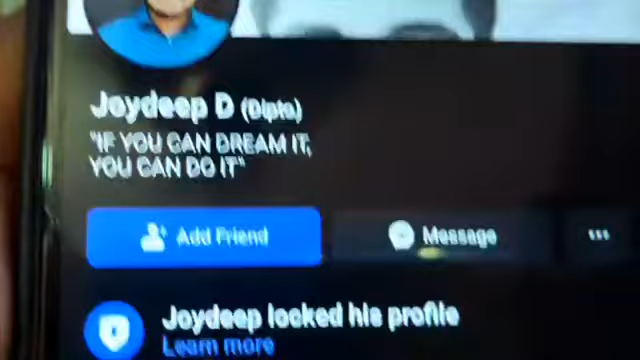 Joydeep D (Dipta)
"IF YOU CAN DREAM IT,
YOU CAN DO IT"
Add Friend
Message
Joydeep locked his profile
Learn more